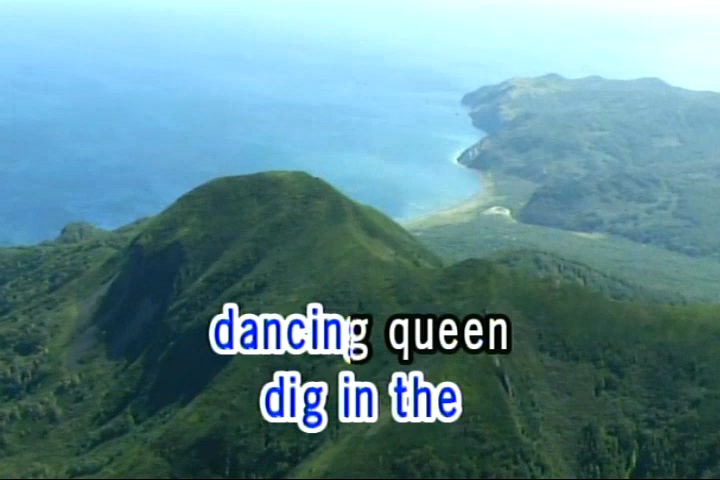 dancing queen
dig in the